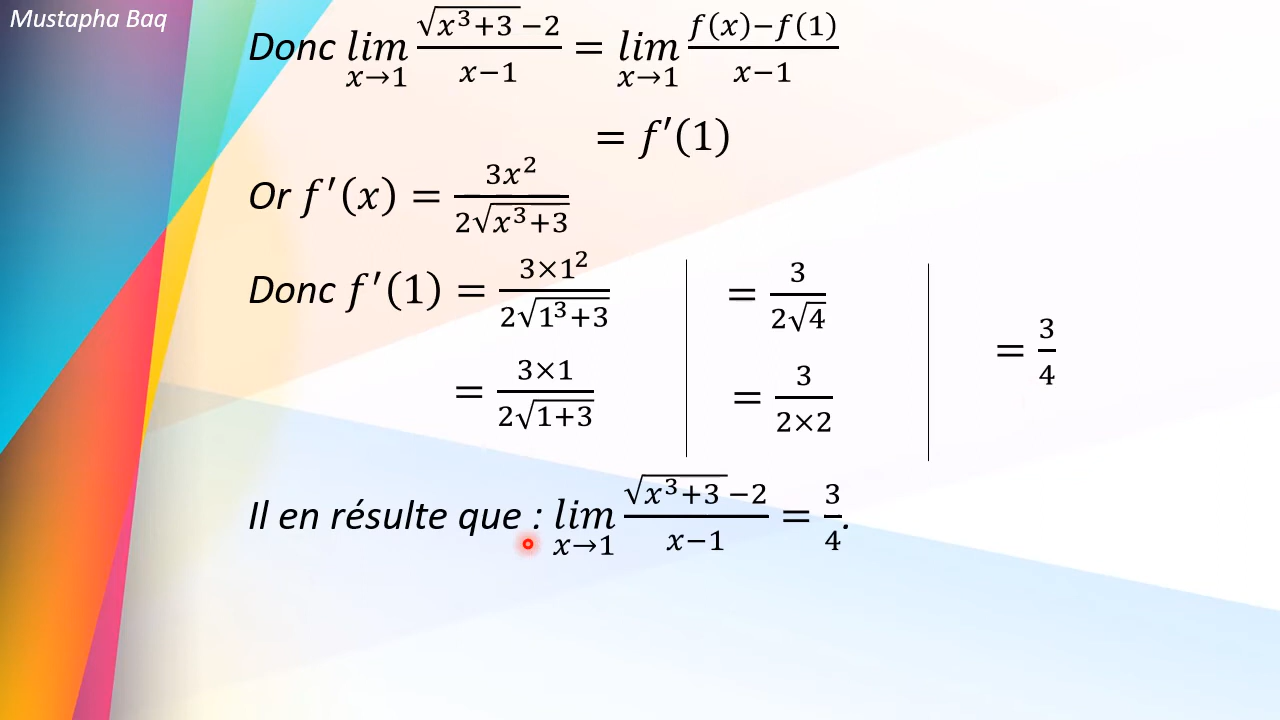 Mustapha Baq
Donc lim_{x→1} (√(x³+3) −2)/(x−1) = lim_{x→1} (f(x)−f(1))/(x−1)
= f′(1)
Or f′(x) = 3x²/(2√(x³+3))
Donc f′(1) = (3×1²)/(2√(1³+3))
= (3×1)/(2√(1+3))
= 3/(2√4)
= 3/(2×2)
= 3/4
Il en résulte que : lim_{x→1} (√(x³+3) −2)/(x−1) = 3/4.